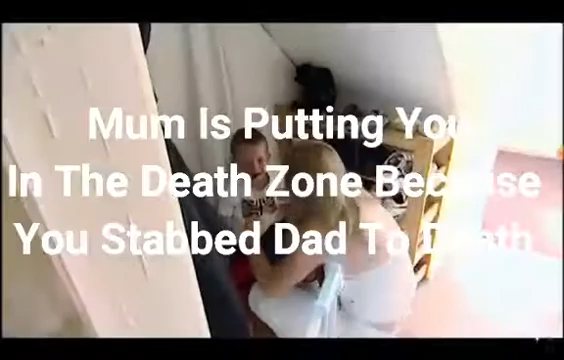 Mum Is Putting You
In The Death Zone Because
You Stabbed Dad To Death